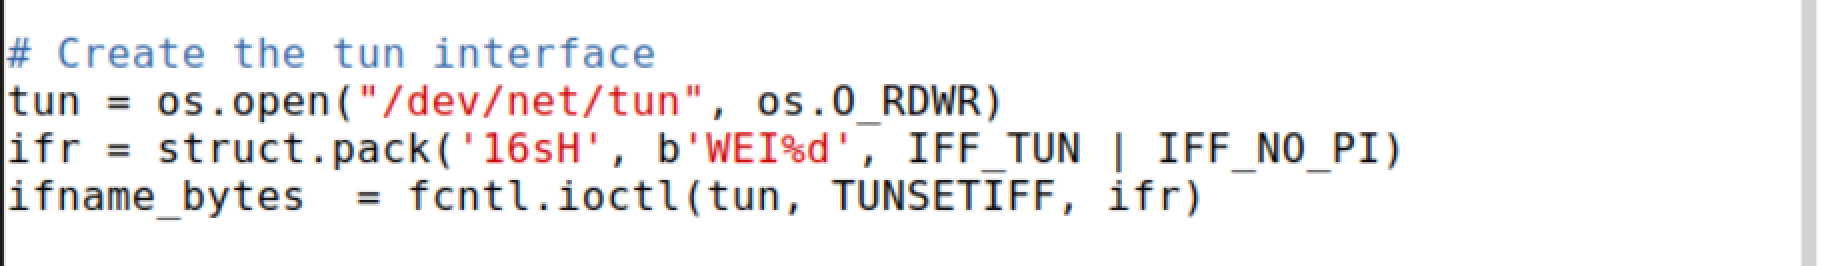 # Create the tun interface
tun = os.open("/dev/net/tun", os.O_RDWR)
ifr = struct.pack('16sH', b'WEI%d', IFF_TUN | IFF_NO_PI)
ifname_bytes  = fcntl.ioctl(tun, TUNSETIFF, ifr)